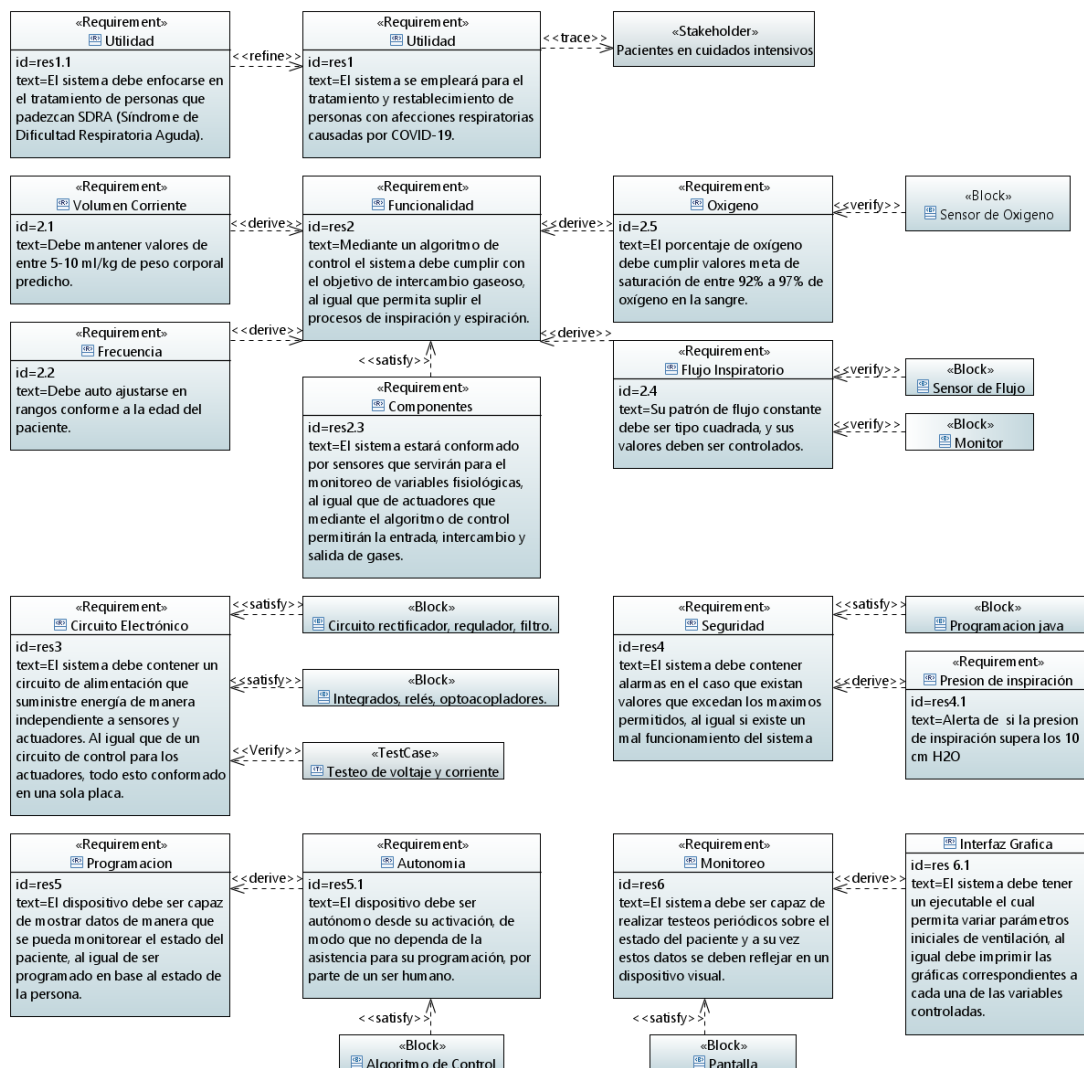 «Requirement»
Utilidad
id=res1.1
text=El sistema debe enfocarse en
el tratamiento de personas que
padezcan SDRA (Síndrome de
Dificultad Respiratoria Aguda).
<<refine>>
«Requirement»
Utilidad
id=res1
text=El sistema se empleará para el
tratamiento y restablecimiento de
personas con afecciones respiratorias
causadas por COVID-19.
<<trace>>
«Stakeholder»
Pacientes en cuidados intensivos
«Requirement»
Volumen Corriente
id=2.1
text=Debe mantener valores de
entre 5-10 ml/kg de peso corporal
predicho.
<<derive>>
«Requirement»
Funcionalidad
id=res2
text=Mediante un algoritmo de
control el sistema debe cumplir con
el objetivo de intercambio gaseoso,
al igual que permita suplir el
procesos de inspiración y espiración.
<<derive>>
«Requirement»
Oxigeno
id=2.5
text=El porcentaje de oxígeno
debe cumplir valores meta de
saturación de entre 92% a 97% de
oxígeno en la sangre.
<<verify>>
«Block»
Sensor de Oxigeno
«Requirement»
Frecuencia
id=2.2
text=Debe auto ajustarse en
rangos conforme a la edad del
paciente.
<<derive>>
<<satisfy>>
«Requirement»
Componentes
id=res2.3
text=El sistema estará conformado
por sensores que servirán para el
monitoreo de variables fisiológicas,
al igual que de actuadores que
mediante el algoritmo de control
permitirán la entrada, intercambio y
salida de gases.
<<derive>>
«Requirement»
Flujo Inspiratorio
id=2.4
text=Su patrón de flujo constante
debe ser tipo cuadrada, y sus
valores deben ser controlados.
<<verify>>
«Block»
Sensor de Flujo
<<verify>>
«Block»
Monitor
«Requirement»
Circuito Electrónico
id=res3
text=El sistema debe contener un
circuito de alimentación que
suministre energía de manera
independiente a sensores y
actuadores. Al igual que de un
circuito de control para los
actuadores, todo esto conformado
en una sola placa.
<<satisfy>>
«Block»
Circuito rectificador, regulador, filtro.
<<satisfy>>
«Block»
Integrados, relés, optoacopladores.
<<Verify>>
«TestCase»
Testeo de voltaje y corriente
«Requirement»
Seguridad
id=res4
text=El sistema debe contener
alarmas en el caso que existan
valores que excedan los maximos
permitidos, al igual si existe un
mal funcionamiento del sistema
<<satisfy>>
«Block»
Programacion java
<<derive>>
«Requirement»
Presion de inspiración
id=res4.1
text=Alerta de si la presion
de inspiración supera los 10
cm H2O
«Requirement»
Programacion
id=res5
text=El dispositivo debe ser capaz
de mostrar datos de manera que
se pueda monitorear el estado del
paciente, al igual de ser
programado en base al estado de
la persona.
<<derive>>
«Requirement»
Autonomia
id=res5.1
text=El dispositivo debe ser
autónomo desde su activación, de
modo que no dependa de la
asistencia para su programación, por
parte de un ser humano.
<<satisfy>>
«Block»
Algoritmo de Control
«Requirement»
Monitoreo
id=res6
text=El sistema debe ser capaz de
realizar testeos periódicos sobre el
estado del paciente y a su vez
estos datos se deben reflejar en un
dispositivo visual.
<<satisfy>>
«Block»
Pantalla
<<derive>>
Interfaz Grafica
id=res 6.1
text=El sistema debe tener
un ejecutable el cual
permita variar parámetros
iniciales de ventilación, al
igual debe imprimir las
gráficas correspondientes a
cada una de las variables
controladas.